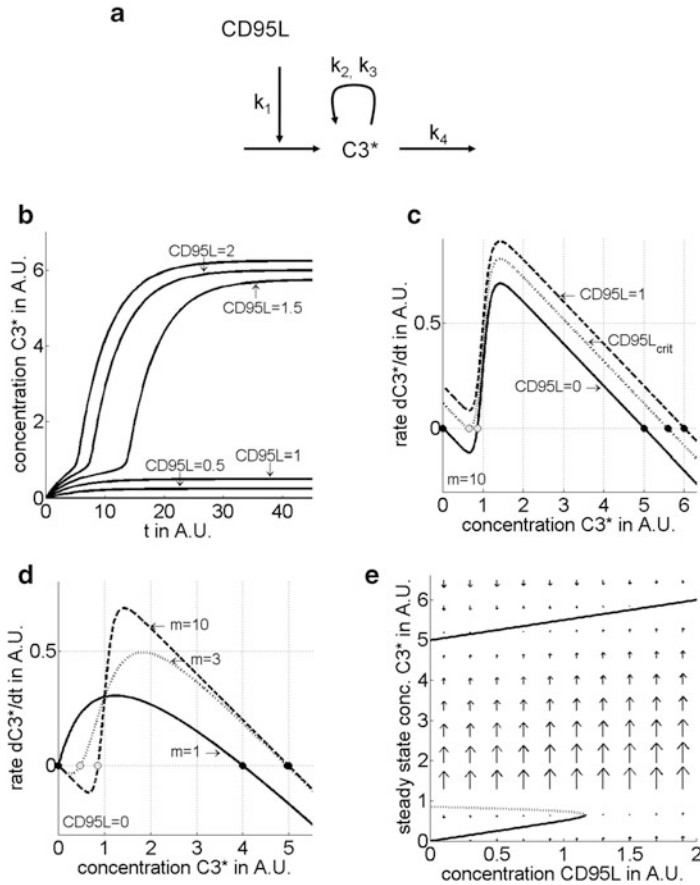 a
CD95L
k1
k2, k3
C3*
k4
b
concentration C3* in A.U.
6
4
2
0
CD95L=2
CD95L=1.5
CD95L=1
CD95L=0.5
0 10 20 30 40
t in A.U.
c
rate dC3*/dt in A.U.
0.5
0
CD95L=1
CD95Lcrit
CD95L=0
m=10
0 1 2 3 4 5 6
concentration C3* in A.U.
d
rate dC3*/dt in A.U.
0.5
0
m=10
m=3
m=1
CD95L=0
0 1 2 3 4 5
concentration C3* in A.U.
e
steady state conc. C3* in A.U.
6
5
4
3
2
1
0
0 0.5 1 1.5 2
concentration CD95L in A.U.